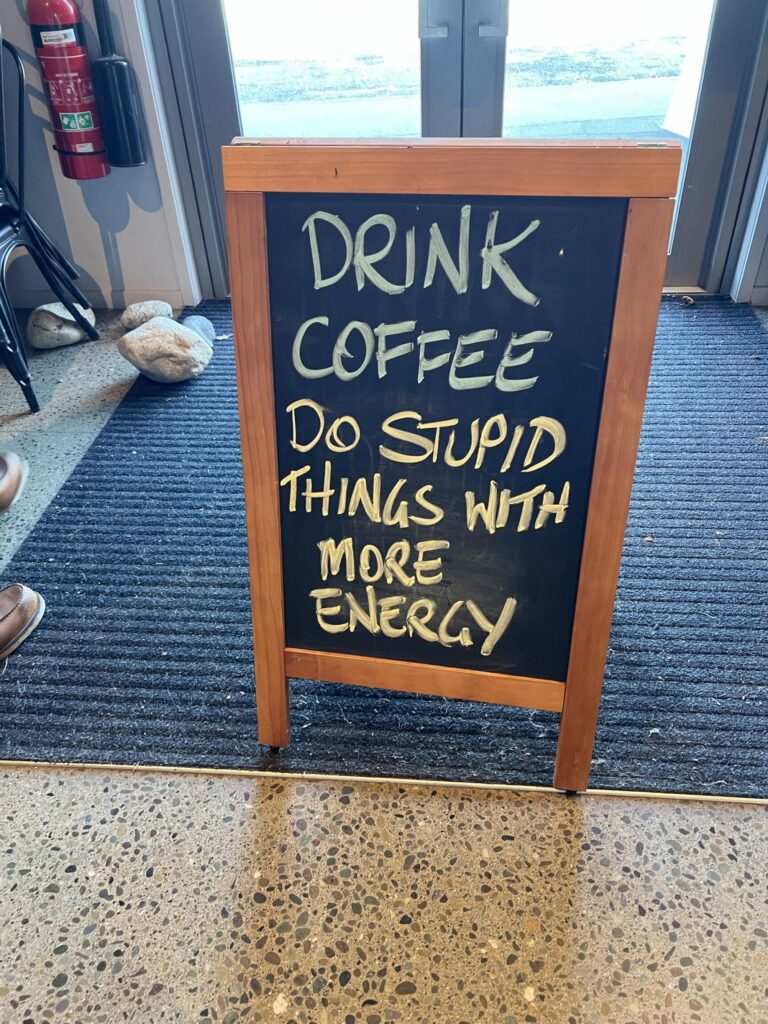 DRINK
COFFEE
DO STUPID
THINGS WITH
MORE
ENERGY